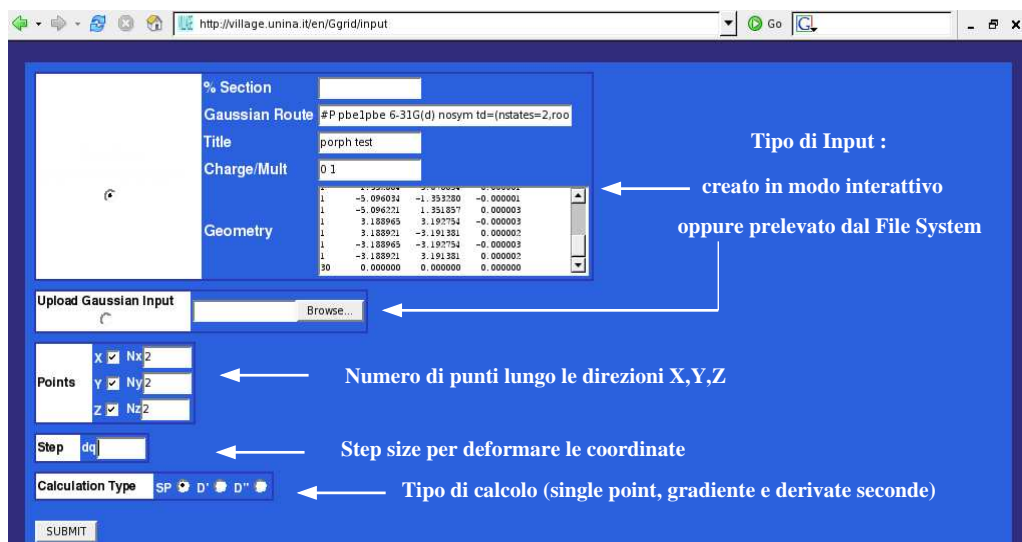 http://village.unina.it/en/Ggrid/input
Go
% Section
Gaussian Route #P pbe1pbe 6-31G(d) nosym td=(nstates=2,roo
Title porph test
Charge/Mult 0 1
Geometry
1 -5.096034 -1.353280 -0.000001
1 -5.096221 1.351857 0.000003
1 3.188965 3.192754 -0.000003
1 3.188921 -3.191381 0.000002
1 -3.188965 -3.192754 -0.000003
1 -3.188921 3.191381 0.000002
30 0.000000 0.000000 0.000000
Tipo di Input :
creato in modo interattivo
oppure prelevato dal File System
Upload Gaussian Input
Browse...
Points
X Nx 2
Y Ny 2
Z Nz 2
Numero di punti lungo le direzioni X,Y,Z
Step dq
Step size per deformare le coordinate
Calculation Type SP D' D''
Tipo di calcolo (single point, gradiente e derivate seconde)
SUBMIT